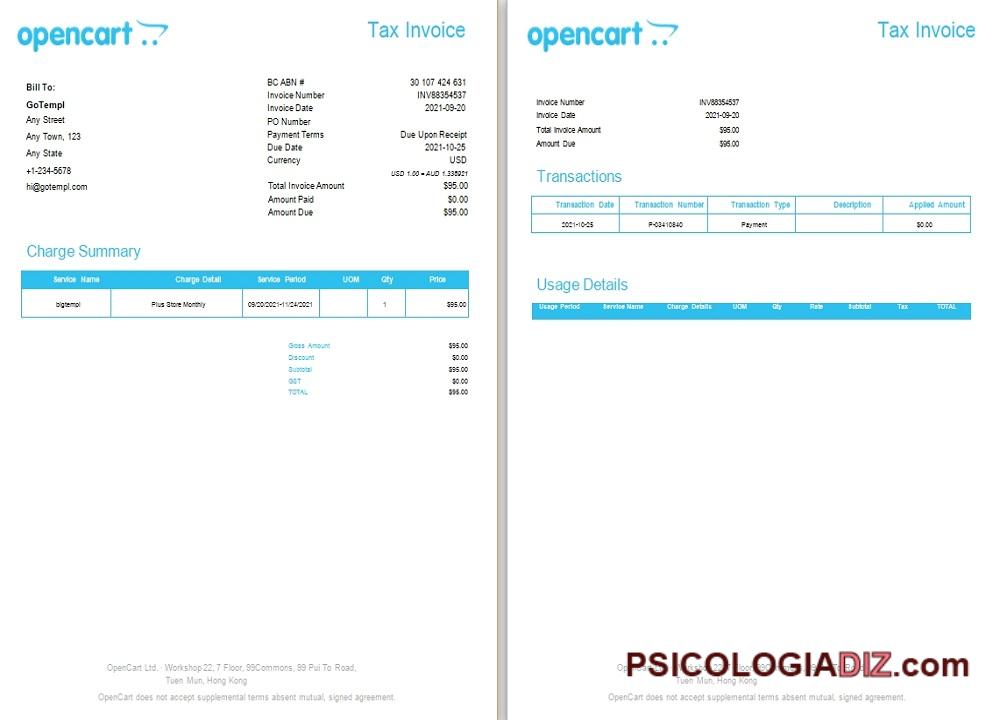 opencart
Tax Invoice
Bill To:
GoTempl
Any Street
Any Town, 123
Any State
+1-234-5678
hi@gotempl.com
BC ABN # 30 107 424 631
Invoice Number INV88354537
Invoice Date 2021-09-20
PO Number
Payment Terms Due Upon Receipt
Due Date 2021-10-25
Currency USD
USD 1.00 = AUD 1.336921
Total Invoice Amount $95.00
Amount Paid $0.00
Amount Due $95.00
Charge Summary
Service Name Charge Detail Service Period UOM Qty Price
bigtempl Plus Store Monthly 09/20/2021-11/24/2021 1 $95.00
Gross Amount $95.00
Discount $0.00
Subtotal $95.00
GST $0.00
TOTAL $95.00
OpenCart Ltd. · Workshop 22, 7 Floor, 99Commons, 99 Pui To Road,
Tuen Mun, Hong Kong
OpenCart does not accept supplemental terms absent mutual, signed agreement.
opencart
Tax Invoice
Invoice Number INV88354537
Invoice Date 2021-09-20
Total Invoice Amount $95.00
Amount Due $95.00
Transactions
Transaction Date Transaction Number Transaction Type Description Applied Amount
2021-10-25 P-03410840 Payment $0.00
Usage Details
Usage Period Service Name Charge Details UOM Qty Rate Subtotal Tax TOTAL
PSICOLOGIADIZ.com
Tuen Mun, Hong Kong
OpenCart does not accept supplemental terms absent mutual, signed agreement.